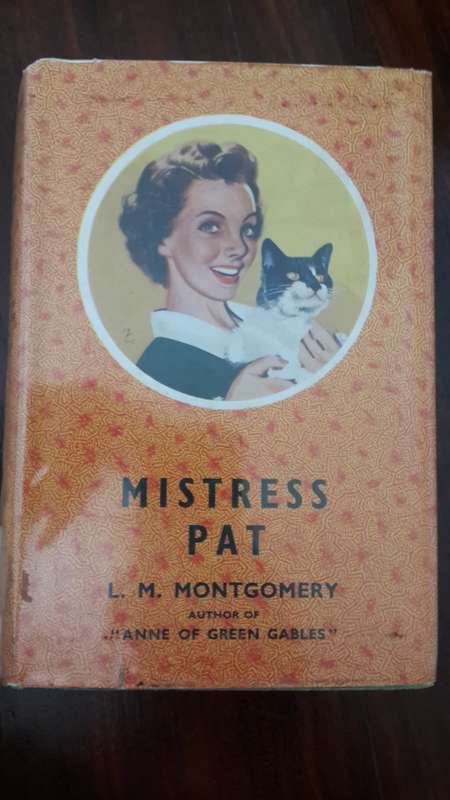 MISTRESS
PAT
L. M. MONTGOMERY
AUTHOR OF
"ANNE OF GREEN GABLES"